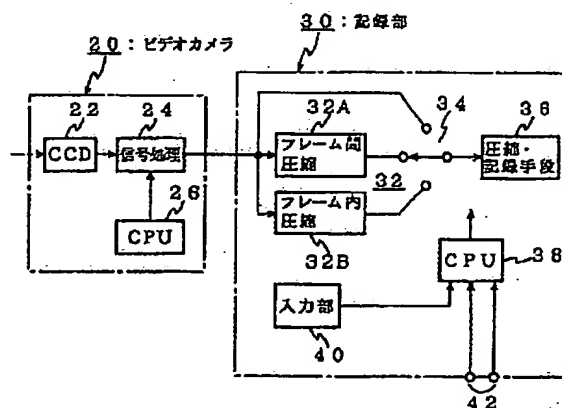 30：記録部
20：ビデオカメラ
22
24
32A
34
36
CCD
信号処理
フレーム間
圧縮
圧縮・
記録手段
32
26
フレーム内
圧縮
CPU
32B
CPU
38
入力部
40
42